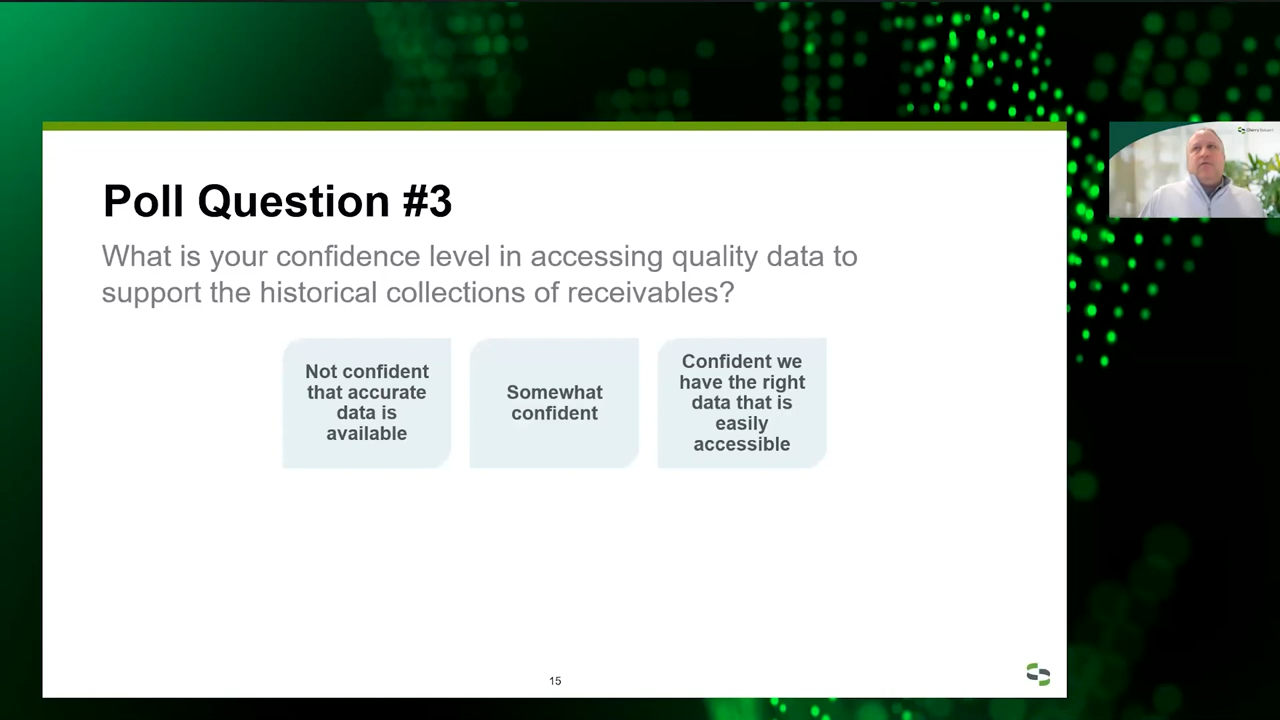 Poll Question #3
What is your confidence level in accessing quality data to
support the historical collections of receivables?
Not confident
that accurate
data is
available
Somewhat
confident
Confident we
have the right
data that is
easily
accessible
15